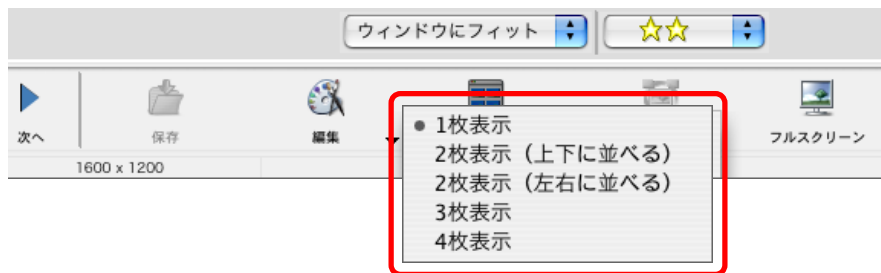 ウィンドウにフィット
次へ
保存
編集
フルスクリーン
1600 x 1200
1枚表示
2枚表示（上下に並べる）
2枚表示（左右に並べる）
3枚表示
4枚表示